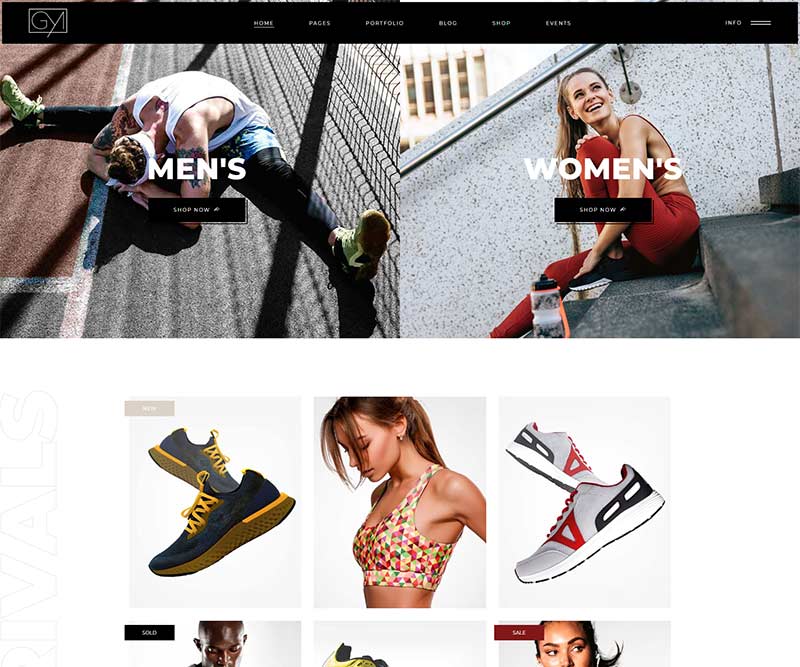 GYM
HOME
PAGES
PORTFOLIO
BLOG
SHOP
EVENTS
INFO
MEN'S
WOMEN'S
SHOP NOW
SHOP NOW
NEW
SOLD
SALE
RIVALS